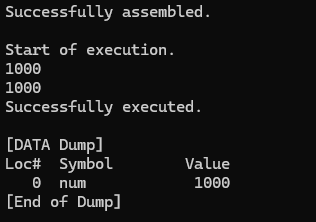 Successfully assembled.
Start of execution.
1000
1000
Successfully executed.
[DATA Dump]
Loc#  Symbol        Value
   0  num            1000
[End of Dump]